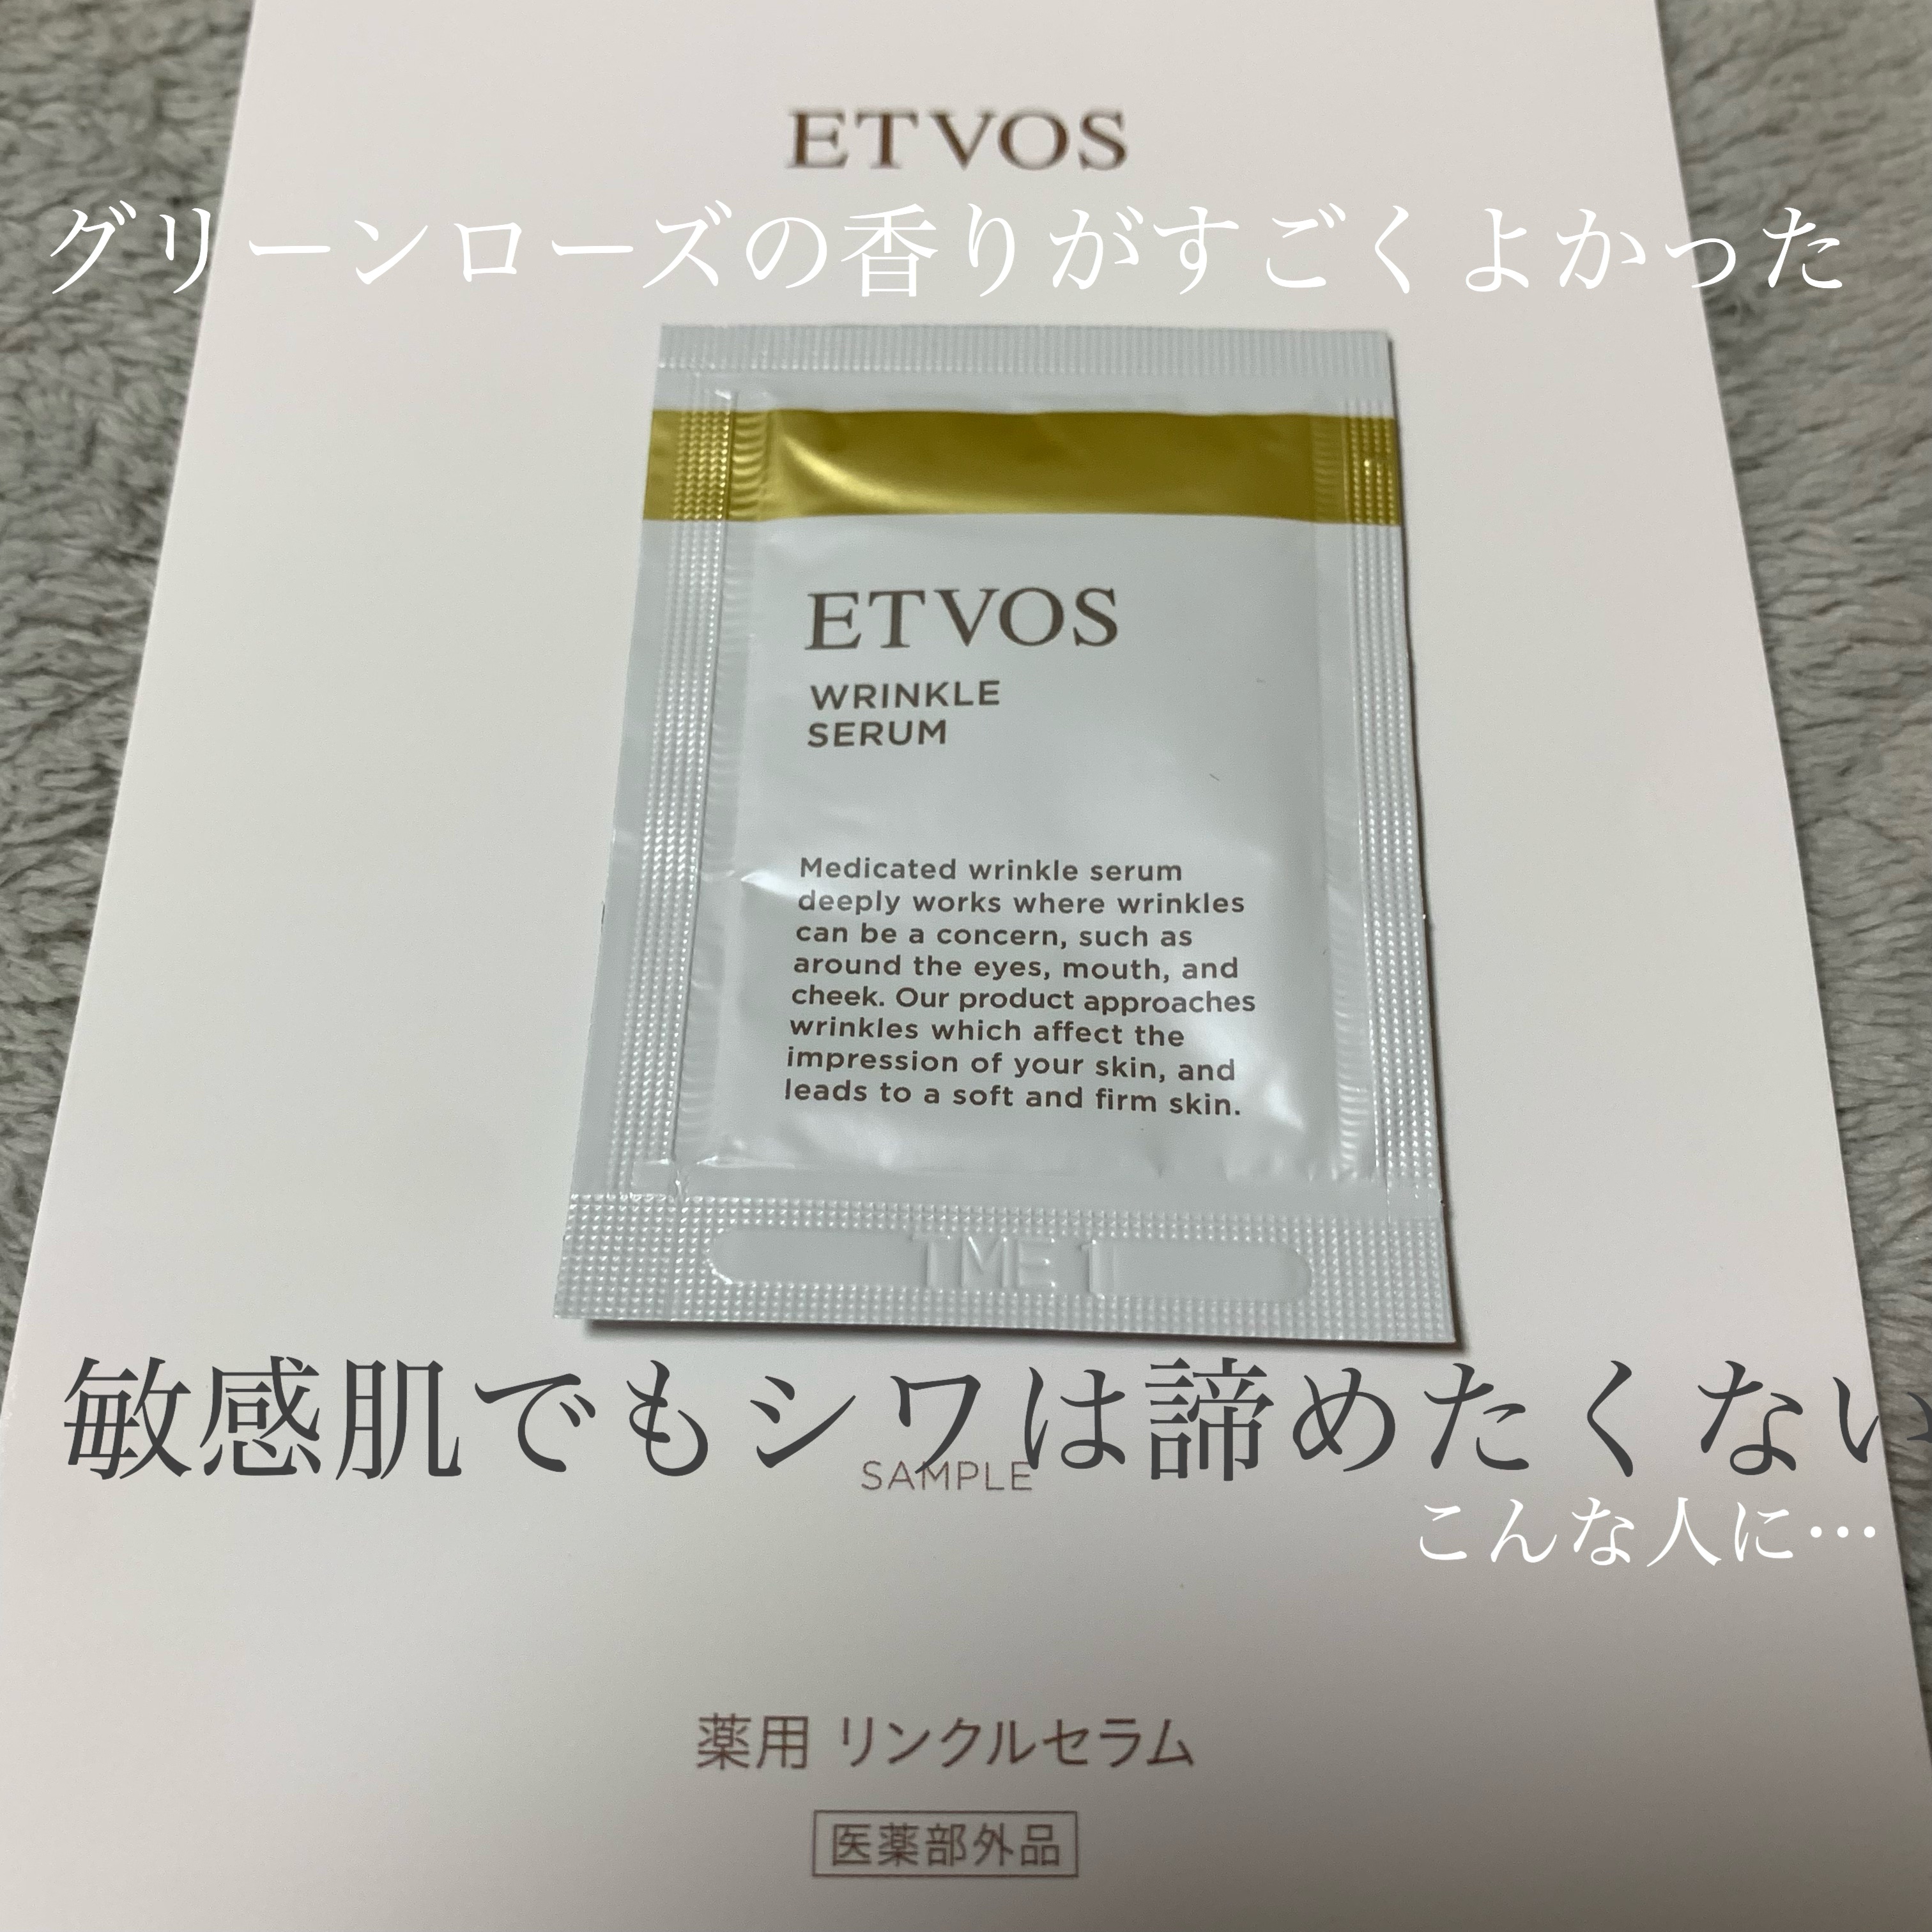 ETVOS
グリーンローズの香りがすごくよかった
ETVOS
WRINKLE
SERUM
Medicated wrinkle serum
deeply works where wrinkles
can be a concern, such as
around the eyes, mouth, and
cheek. Our product approaches
wrinkles which affect the
impression of your skin, and
leads to a soft and firm skin.
TME 1
敏感肌でもシワは諦めたくない
SAMPLE
こんな人に…
薬用 リンクルセラム
医薬部外品